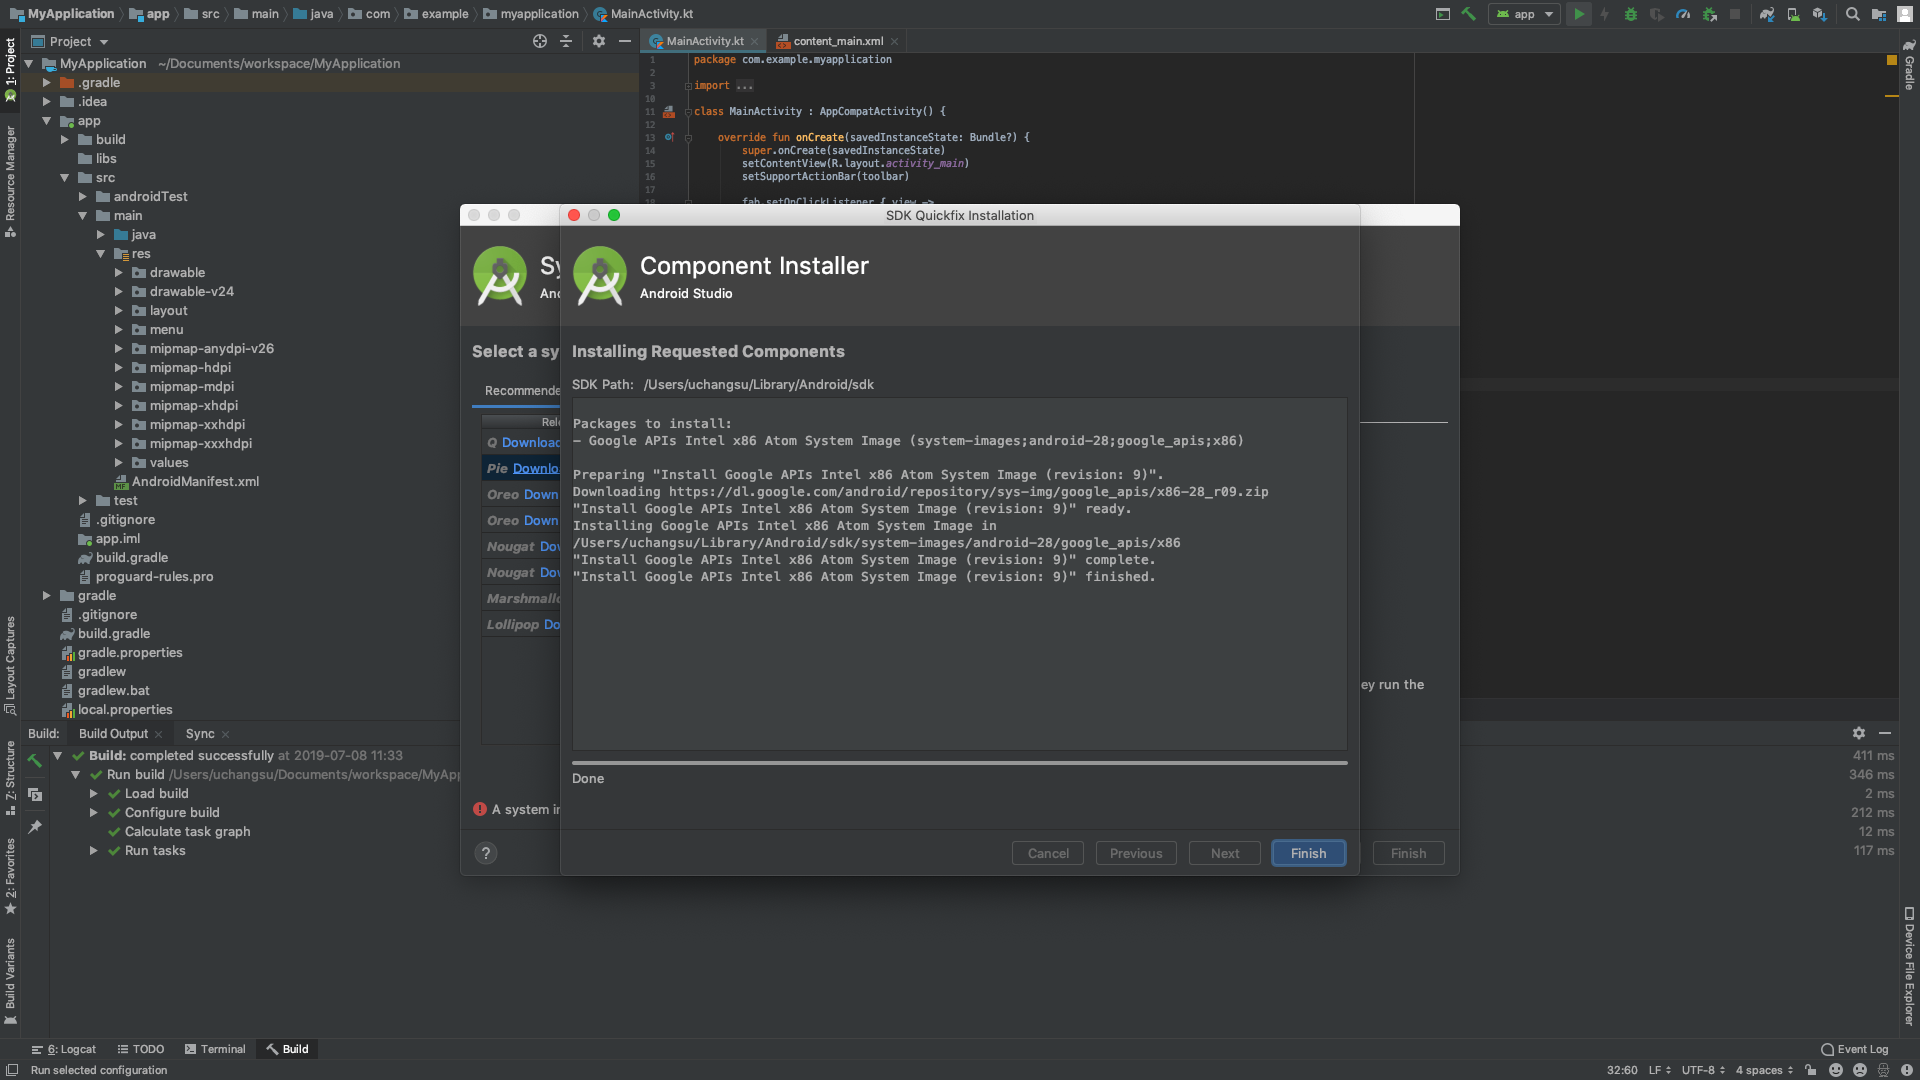 MyApplication app src main java com example myapplication MainActivity.kt
app
Project
MainActivity.kt content_main.xml
MyApplication ~/Documents/workspace/MyApplication
.gradle
.idea
app
build
libs
src
androidTest
main
java
res
drawable
drawable-v24
layout
menu
mipmap-anydpi-v26
mipmap-hdpi
mipmap-mdpi
mipmap-xhdpi
mipmap-xxhdpi
mipmap-xxxhdpi
values
AndroidManifest.xml
test
.gitignore
app.iml
build.gradle
proguard-rules.pro
gradle
.gitignore
build.gradle
gradle.properties
gradlew
gradlew.bat
local.properties
1: Project
Resource Manager
Layout Captures
Z: Structure
2: Favorites
Build Variants
Gradle
Device File Explorer
1 package com.example.myapplication
2
3 import ...
10
11 class MainActivity : AppCompatActivity() {
12
13 override fun onCreate(savedInstanceState: Bundle?) {
14 super.onCreate(savedInstanceState)
15 setContentView(R.layout.activity_main)
16 setSupportActionBar(toolbar)
17
18 fab.setOnClickListener { view ->
Sy
And
Select a sy
Recommende
Rele
Q Download
Pie Downlo
Oreo Down
Oreo Down
Nougat Dov
Nougat Dov
Marshmallo
Lollipop Do
ey run the
A system in
?
Finish
SDK Quickfix Installation
Component Installer
Android Studio
Installing Requested Components
SDK Path: /Users/uchangsu/Library/Android/sdk
Packages to install:
- Google APIs Intel x86 Atom System Image (system-images;android-28;google_apis;x86)
Preparing "Install Google APIs Intel x86 Atom System Image (revision: 9)".
Downloading https://dl.google.com/android/repository/sys-img/google_apis/x86-28_r09.zip
"Install Google APIs Intel x86 Atom System Image (revision: 9)" ready.
Installing Google APIs Intel x86 Atom System Image in
/Users/uchangsu/Library/Android/sdk/system-images/android-28/google_apis/x86
"Install Google APIs Intel x86 Atom System Image (revision: 9)" complete.
"Install Google APIs Intel x86 Atom System Image (revision: 9)" finished.
Done
Cancel Previous Next Finish
Build: Build Output Sync
Build: completed successfully at 2019-07-08 11:33 411 ms
Run build /Users/uchangsu/Documents/workspace/MyApp 346 ms
Load build 2 ms
Configure build 212 ms
Calculate task graph 12 ms
Run tasks 117 ms
6: Logcat TODO Terminal Build Event Log
Run selected configuration 32:60 LF UTF-8 4 spaces